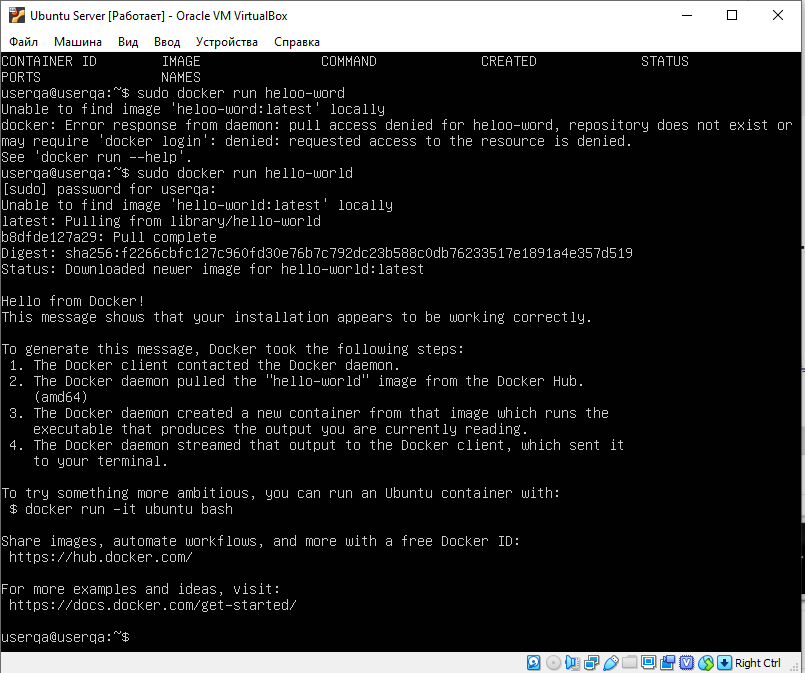 Ubuntu Server [Работает] - Oracle VM VirtualBox
Файл Машина Вид Ввод Устройства Справка
CONTAINER ID IMAGE COMMAND CREATED STATUS
PORTS NAMES
userqa@userqa:~$ sudo docker run heloo-word
Unable to find image 'heloo-word:latest' locally
docker: Error response from daemon: pull access denied for heloo-word, repository does not exist or
may require 'docker login': denied: requested access to the resource is denied.
See 'docker run --help'.
userqa@userqa:~$ sudo docker run hello-world
[sudo] password for userqa:
Unable to find image 'hello-world:latest' locally
latest: Pulling from library/hello-world
b8dfde127a29: Pull complete
Digest: sha256:f2266cbfc127c960fd30e76b7c792dc23b588c0db76233517e1891a4e357d519
Status: Downloaded newer image for hello-world:latest
Hello from Docker!
This message shows that your installation appears to be working correctly.
To generate this message, Docker took the following steps:
1. The Docker client contacted the Docker daemon.
2. The Docker daemon pulled the "hello-world" image from the Docker Hub.
(amd64)
3. The Docker daemon created a new container from that image which runs the
executable that produces the output you are currently reading.
4. The Docker daemon streamed that output to the Docker client, which sent it
to your terminal.
To try something more ambitious, you can run an Ubuntu container with:
$ docker run -it ubuntu bash
Share images, automate workflows, and more with a free Docker ID:
https://hub.docker.com/
For more examples and ideas, visit:
https://docs.docker.com/get-started/
userqa@userqa:~$
Right Ctrl